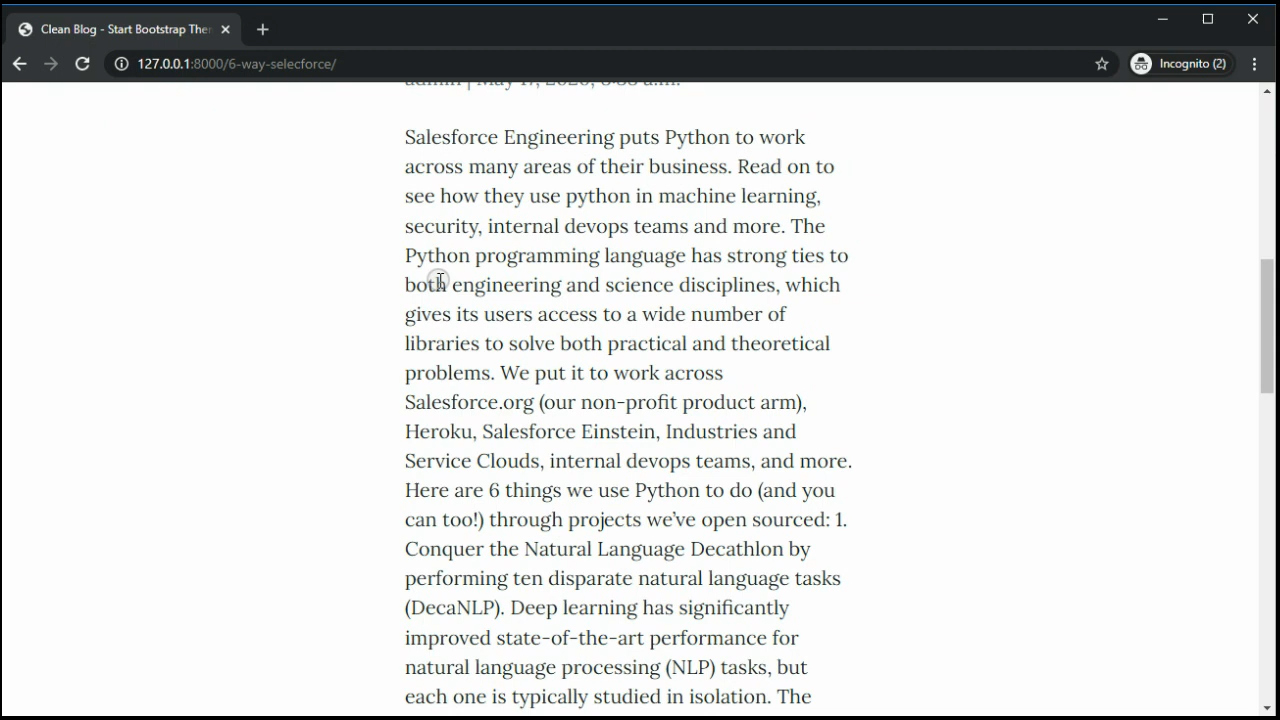 Clean Blog - Start Bootstrap The
127.0.0.1:8000/6-way-selecforce/
Incognito (2)
admin | May 17, 2020,
Salesforce Engineering puts Python to work
across many areas of their business. Read on to
see how they use python in machine learning,
security, internal devops teams and more. The
Python programming language has strong ties to
both engineering and science disciplines, which
gives its users access to a wide number of
libraries to solve both practical and theoretical
problems. We put it to work across
Salesforce.org (our non-profit product arm),
Heroku, Salesforce Einstein, Industries and
Service Clouds, internal devops teams, and more.
Here are 6 things we use Python to do (and you
can too!) through projects we’ve open sourced: 1.
Conquer the Natural Language Decathlon by
performing ten disparate natural language tasks
(DecaNLP). Deep learning has significantly
improved state-of-the-art performance for
natural language processing (NLP) tasks, but
each one is typically studied in isolation. The